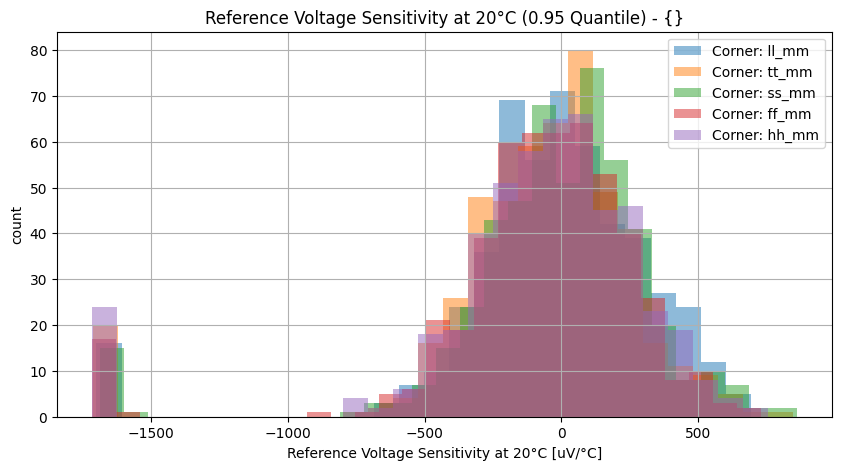 Reference Voltage Sensitivity at 20°C (0.95 Quantile) - {}
Corner: ll_mm
Corner: tt_mm
Corner: ss_mm
Corner: ff_mm
Corner: hh_mm
80
70
60
50
40
30
20
10
0
count
−1500
−1000
−500
0
500
Reference Voltage Sensitivity at 20°C [uV/°C]